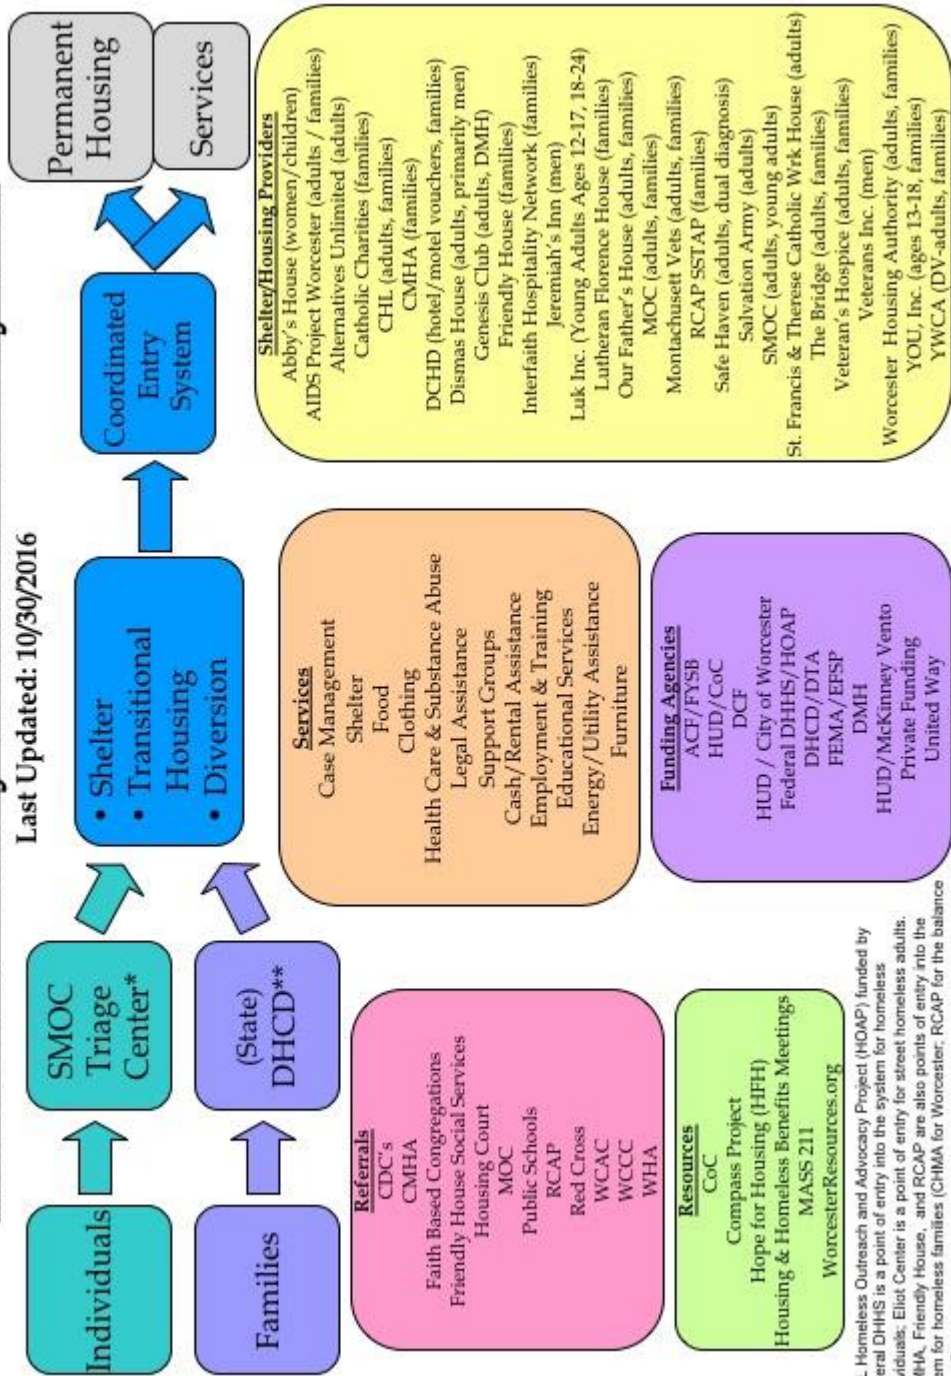 Last Updated: 10/30/2016
Individuals
SMOC
Triage
Center*
Families
(State)
DHCD**
• Shelter
• Transitional
Housing
• Diversion
Coordinated
Entry
System
Permanent
Housing
Services
Referrals
CDC's
CMHA
Faith Based Congregations
Friendly House Social Services
Housing Court
MOC
Public Schools
RCAP
Red Cross
WCAC
WCCC
WHA
Resources
CoC
Compass Project
Hope for Housing (HFH)
Housing & Homeless Benefits Meetings
MASS 211
WorcesterResources.org
Services
Case Management
Shelter
Food
Clothing
Health Care & Substance Abuse
Legal Assistance
Support Groups
Cash/Rental Assistance
Employment & Training
Educational Services
Energy/Utility Assistance
Furniture
Funding Agencies
ACF/FYSB
HUD/CoC
DCF
HUD / City of Worcester
Federal DHHS/HOAP
DHCD/DTA
FEMA/EFSP
DMH
HUD/McKinney Vento
Private Funding
United Way
Shelter/Housing Providers
Abby's House (women/children)
AIDS Project Worcester (adults / families)
Alternatives Unlimited (adults)
Catholic Charities (families)
CHL (adults, families)
CMHA (families)
DCHD (hotel/motel vouchers, families)
Dismas House (adults, primarily men)
Genesis Club (adults, DMH)
Friendly House (families)
Interfaith Hospitality Network (families)
Jeremiah's Inn (men)
Luk Inc. (Young Adults Ages 12-17, 18-24)
Lutheran Florence House (families)
Our Father's House (adults, families)
MOC (adults, families)
Montachusett Vets (adults, families)
RCAP SSTAP (families)
Safe Haven (adults, dual diagnosis)
Salvation Army (adults)
SMOC (adults, young adults)
St. Francis & Therese Catholic Wrk House (adults)
The Bridge (adults, families)
Veteran's Hospice (adults, families)
Veterans Inc. (men)
Worcester Housing Authority (adults, families)
YOU, Inc. (ages 13-18, families)
YWCA (DV-adults,families)
Homeless Outreach and Advocacy Project (HOAP) funded by
eral DHHS is a point of entry into the system for homeless
viduals; Eliot Center is a point of entry for street homeless adults.
MHA, Friendly House, and RCAP are also points of entry into the
em for homeless families (CHMA for Worcester; RCAP for the balance